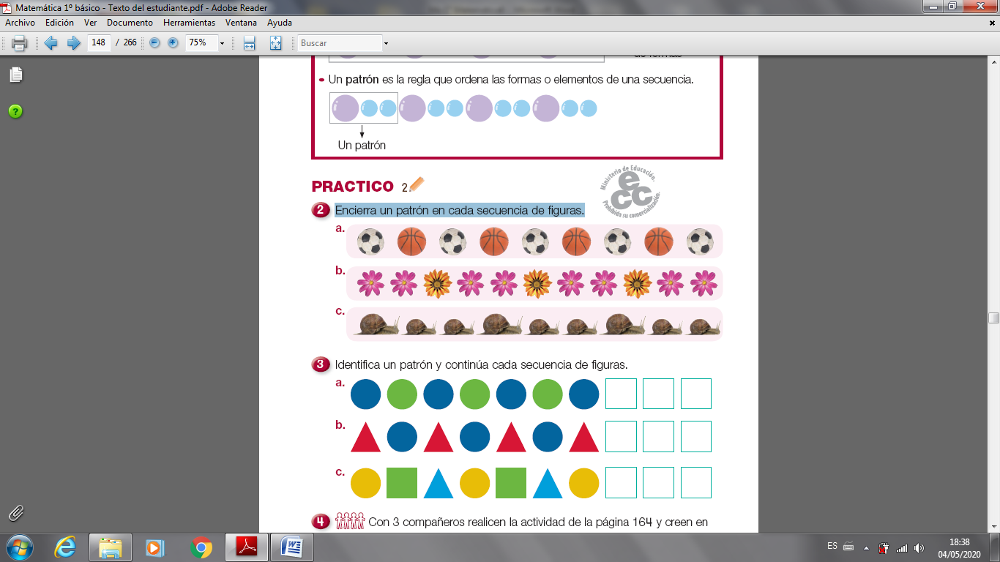 Matemática 1º básico - Texto del estudiante.pdf - Adobe Reader
Archivo Edición Ver Documento Herramientas Ventana Ayuda
148 / 266 75% Buscar
de formas
• Un patrón es la regla que ordena las formas o elementos de una secuencia.
Un patrón
PRACTICO 2.
Ministerio de Educación.
ecc
Prohibida su comercialización.
2 Encierra un patrón en cada secuencia de figuras.
a.
b.
c.
3 Identifica un patrón y continúa cada secuencia de figuras.
a.
b.
c.
4 Con 3 compañeros realicen la actividad de la página 164 y creen en
ES 18:38
04/05/2020